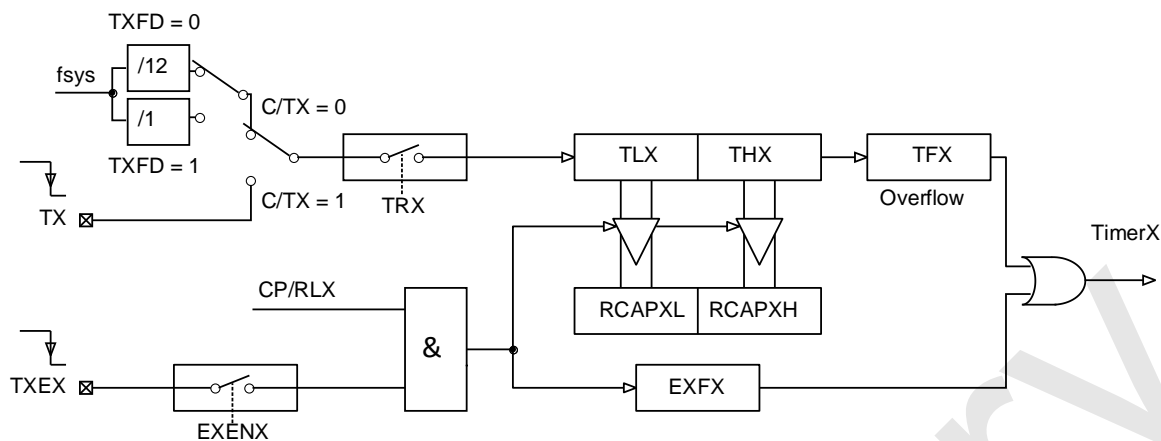 TXFD = 0
/12
fsys
C/TX = 0
/1
TXFD = 1
TLX
THX
TFX
TX
C/TX = 1
TRX
Overflow
TimerX
CP/RLX
RCAPXL
RCAPXH
&
TXEX
EXFX
EXENX